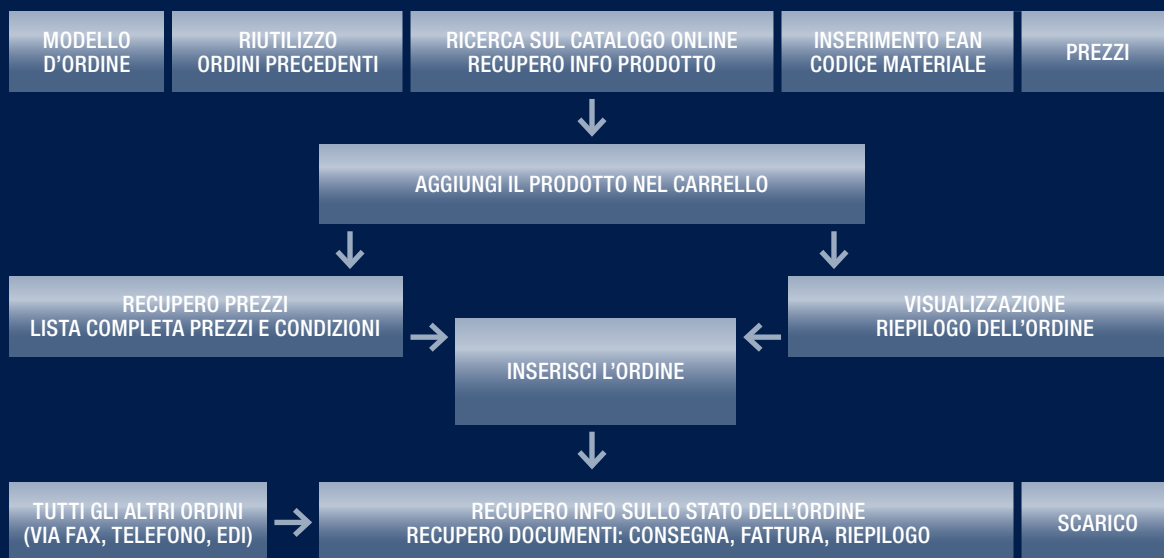 MODELLO
D'ORDINE
RIUTILIZZO
ORDINI PRECEDENTI
RICERCA SUL CATALOGO ONLINE
RECUPERO INFO PRODOTTO
INSERIMENTO EAN
CODICE MATERIALE
PREZZI
AGGIUNGI IL PRODOTTO NEL CARRELLO
RECUPERO PREZZI
LISTA COMPLETA PREZZI E CONDIZIONI
VISUALIZZAZIONE
RIEPILOGO DELL'ORDINE
INSERISCI L'ORDINE
TUTTI GLI ALTRI ORDINI
(VIA FAX, TELEFONO, EDI)
RECUPERO INFO SULLO STATO DELL'ORDINE
RECUPERO DOCUMENTI: CONSEGNA, FATTURA, RIEPILOGO
SCARICO